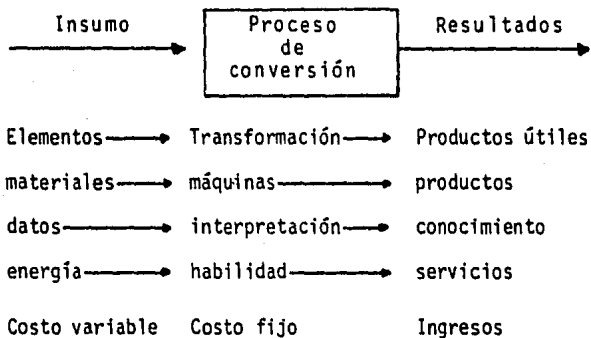 Insumo Proceso de conversión Resultados
Elementos Transformación Productos útiles
materiales máquinas productos
datos interpretación conocimiento
energía habilidad servicios
Costo variable Costo fijo Ingresos